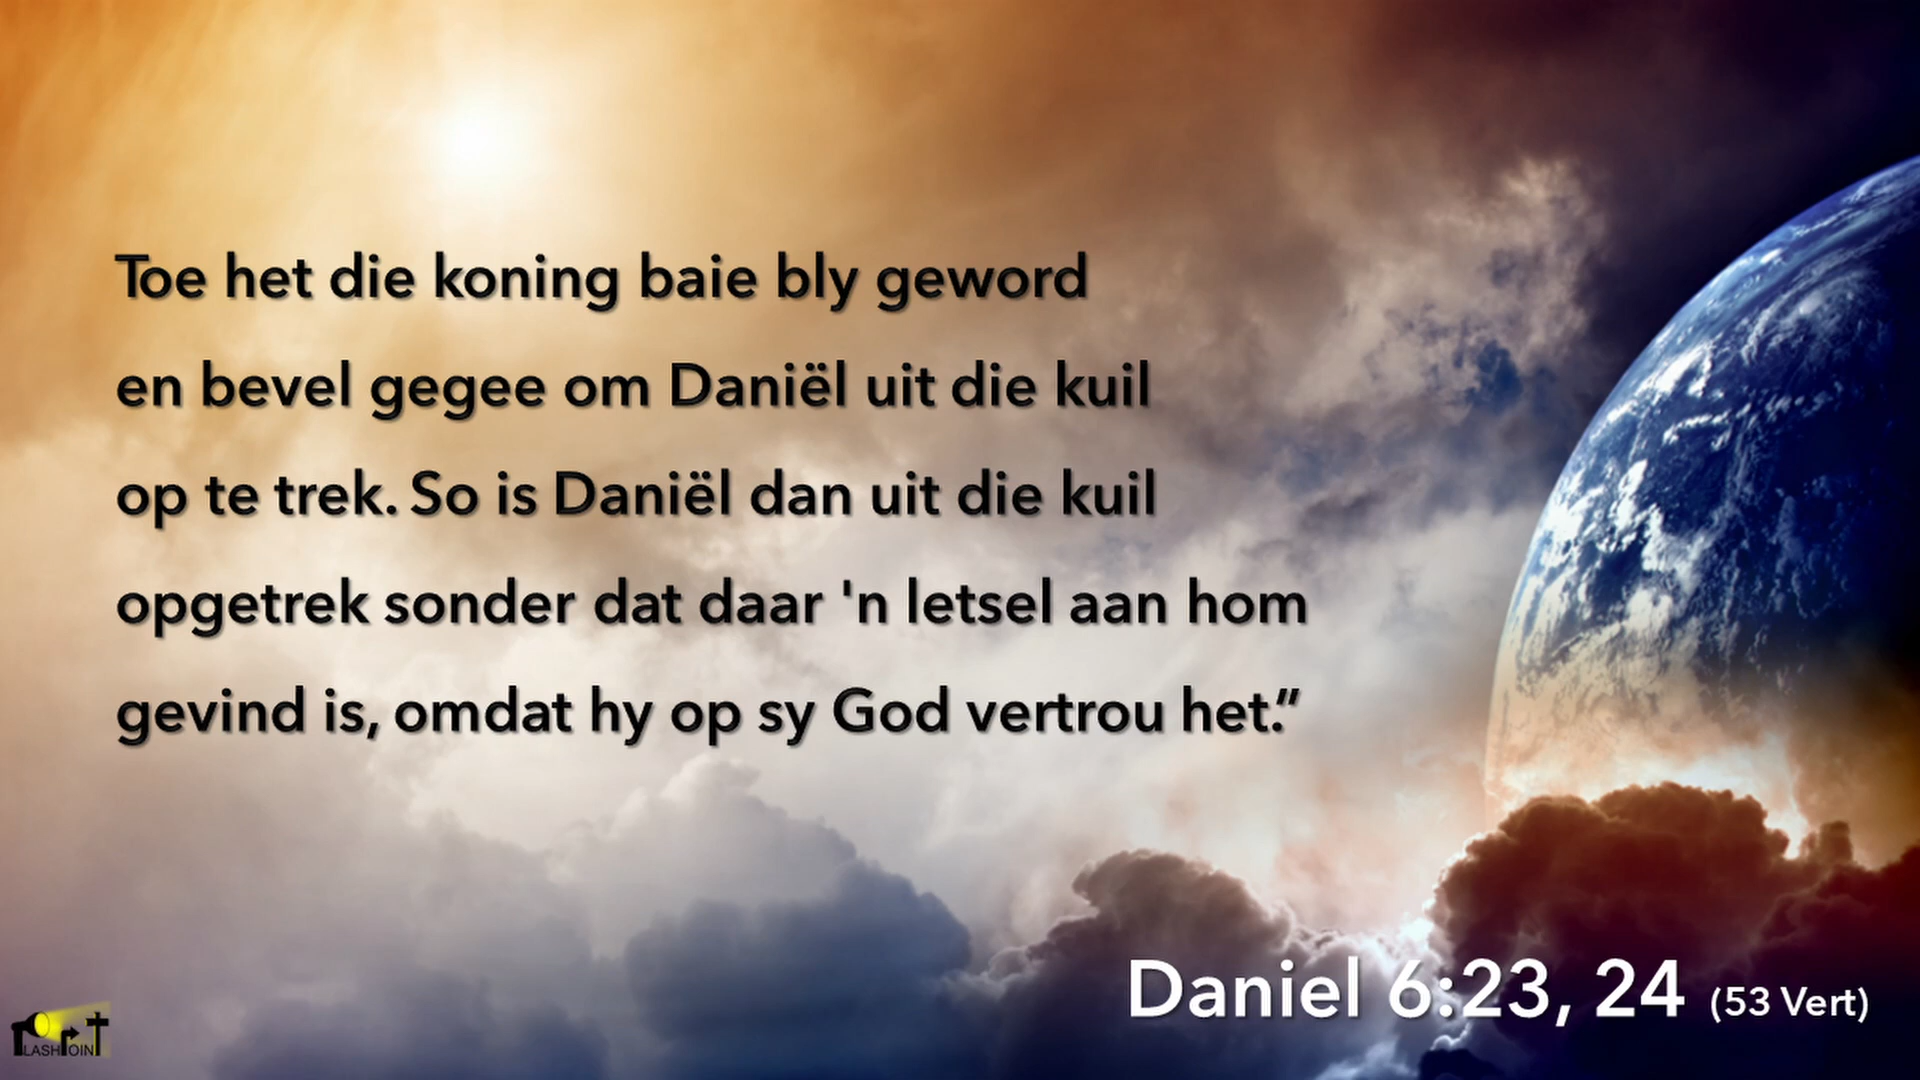 Toe het die koning baie bly geword
en bevel gegee om Daniël uit die kuil
op te trek. So is Daniël dan uit die kuil
opgetrek sonder dat daar 'n letsel aan hom
gevind is, omdat hy op sy God vertrou het.”
Daniel 6:23, 24 (53 Vert)
LASH OIN